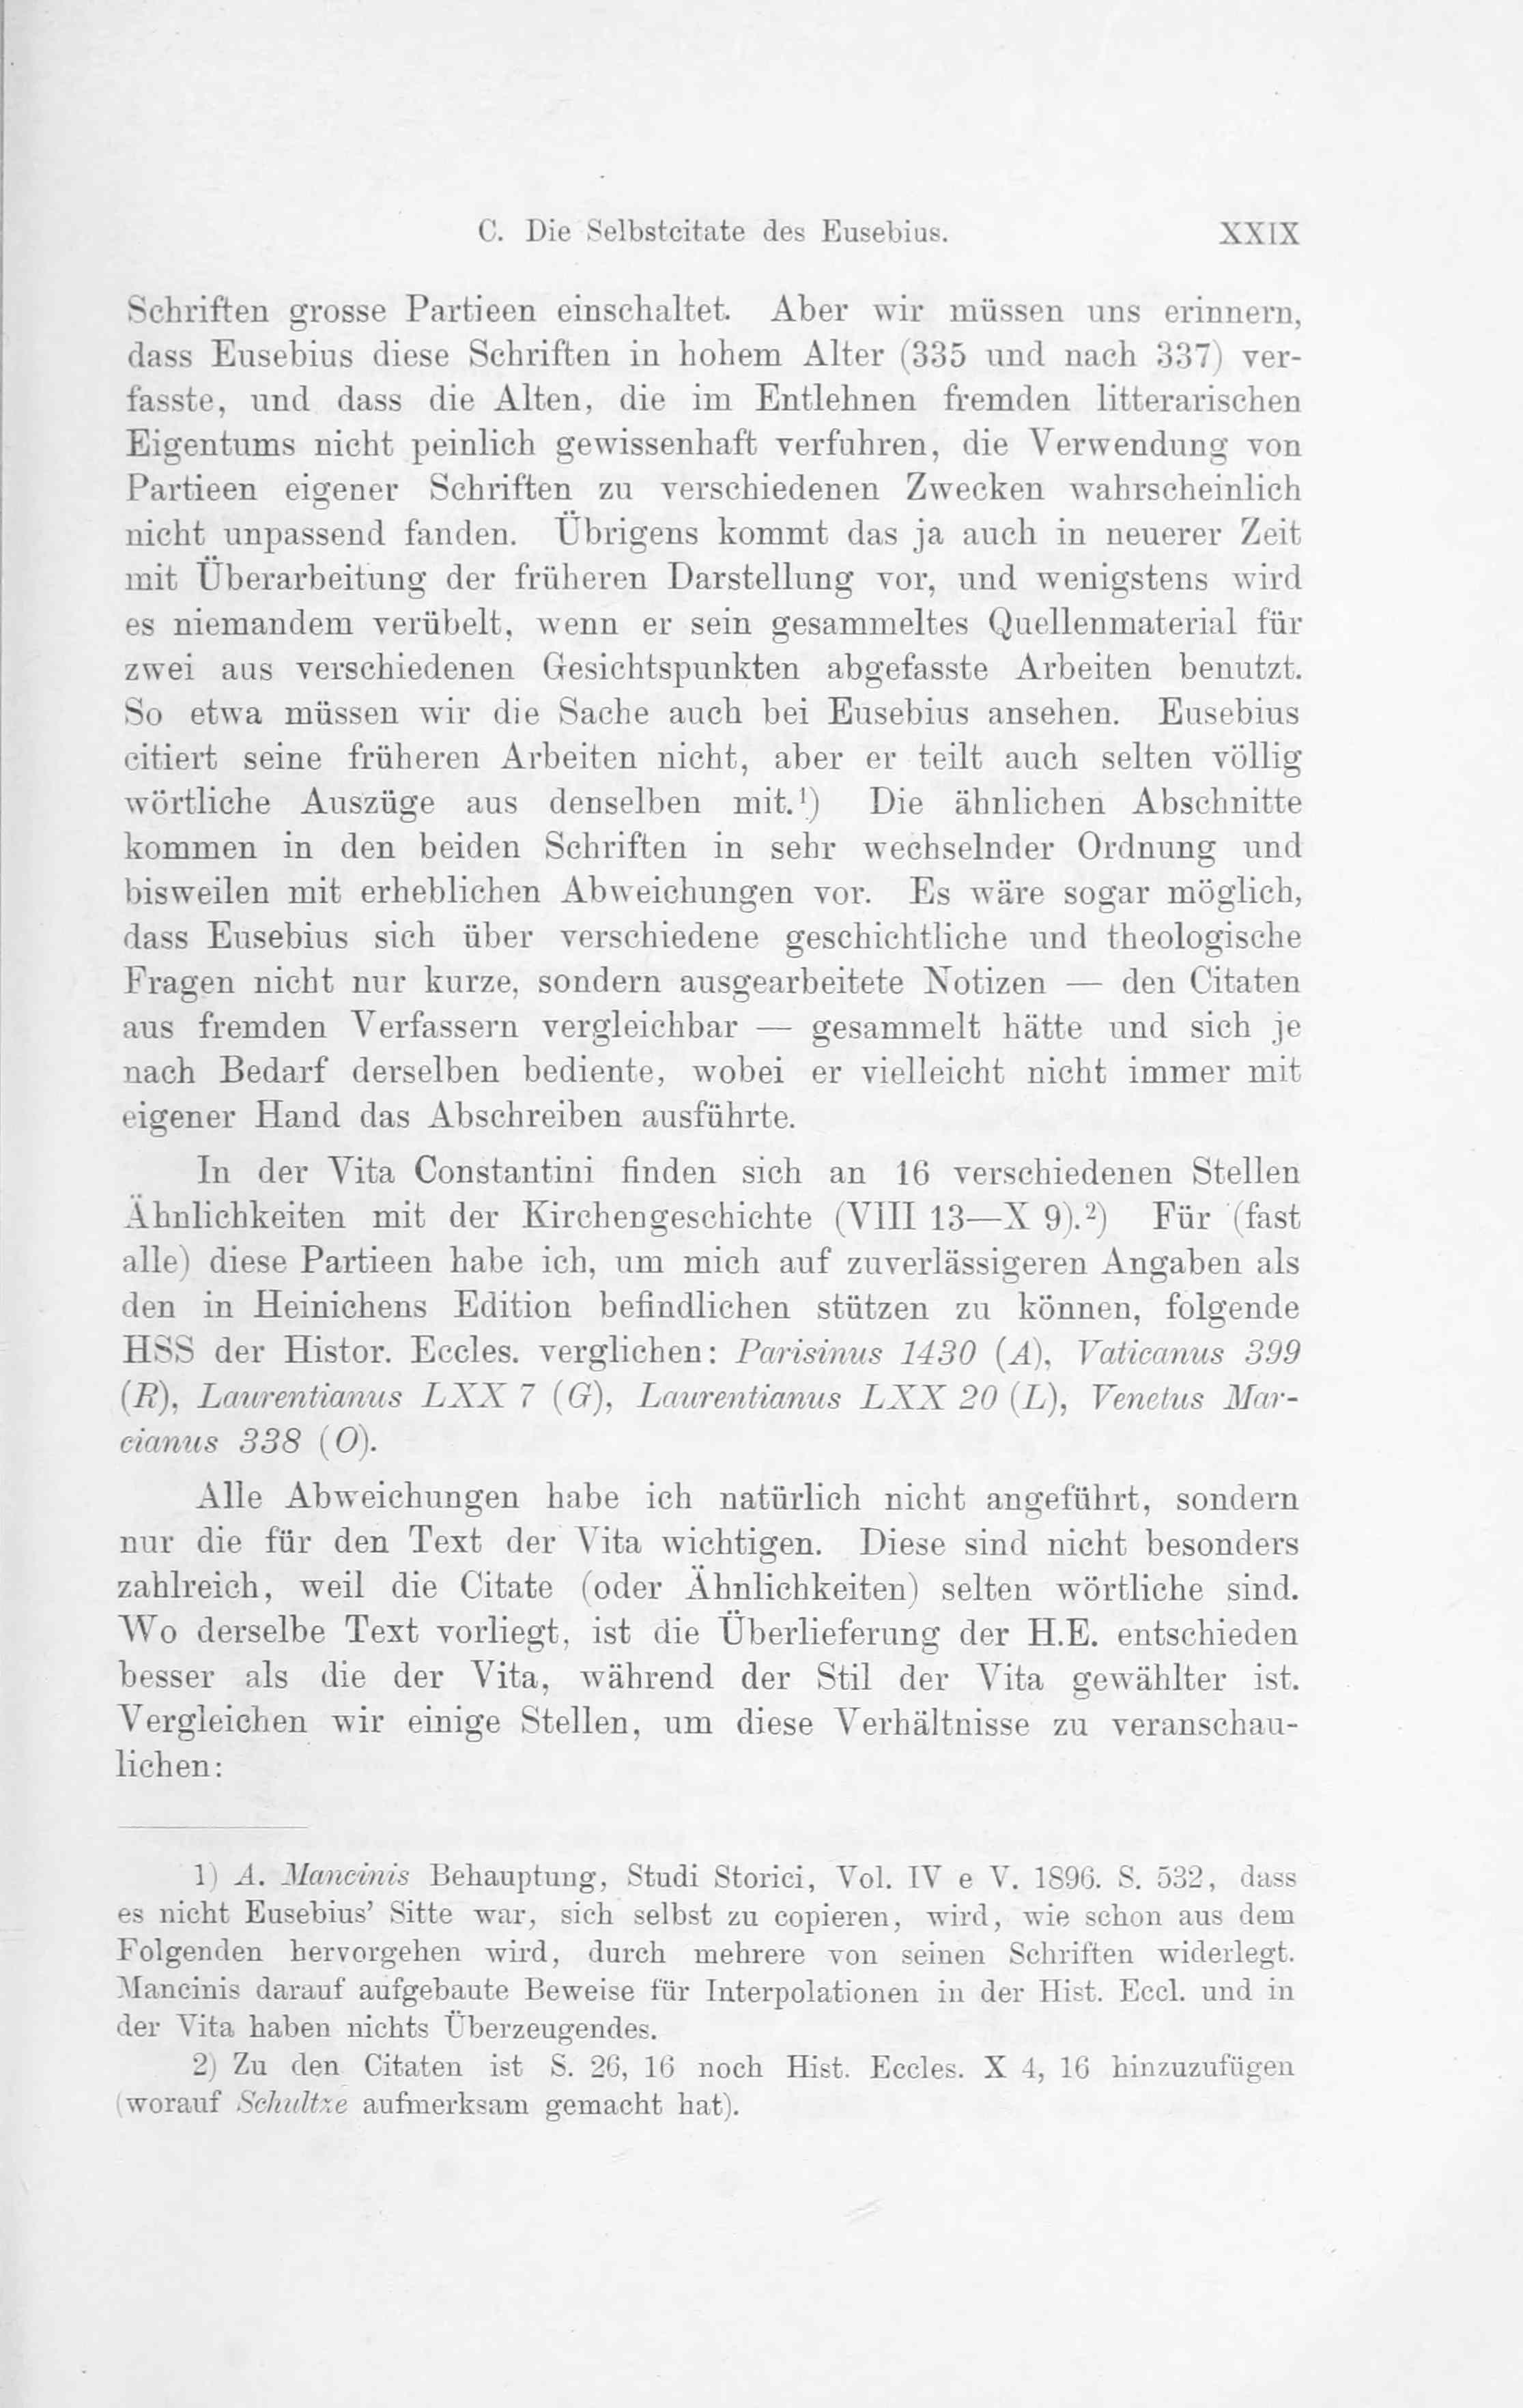 C. Die Selbstcitate des Eusebius. XXIX
Schriften grosse Partieen einschaltet. Aber wir müssen uns erinnern,
dass Eusebius diese Schriften in hohem Alter (335 und nach 337) ver-
fasste, und dass die Alten, die im Entlehnen fremden litterarischen
Eigentums nicht peinlich gewissenhaft verfuhren, die Verwendung von
Partieen eigener Schriften zu verschiedenen Zwecken wahrscheinlich
nicht unpassend fanden. Übrigens kommt das ja auch in neuerer Zeit
mit Überarbeitung der früheren Darstellung vor, und wenigstens wird
es niemandem verübelt, wenn er sein gesammeltes Quellenmaterial für
zwei aus verschiedenen Gesichtspunkten abgefasste Arbeiten benutzt.
So etwa müssen wir die Sache auch bei Eusebius ansehen. Eusebius
citiert seine früheren Arbeiten nicht, aber er teilt auch selten völlig
wörtliche Auszüge aus denselben mit.¹) Die ähnlichen Abschnitte
kommen in den beiden Schriften in sehr wechselnder Ordnung und
bisweilen mit erheblichen Abweichungen vor. Es wäre sogar möglich,
dass Eusebius sich über verschiedene geschichtliche und theologische
Fragen nicht nur kurze, sondern ausgearbeitete Notizen — den Citaten
aus fremden Verfassern vergleichbar — gesammelt hätte und sich je
nach Bedarf derselben bediente, wobei er vielleicht nicht immer mit
eigener Hand das Abschreiben ausführte.
In der Vita Constantini finden sich an 16 verschiedenen Stellen
Ähnlichkeiten mit der Kirchengeschichte (VIII 13—X 9).²) Für (fast
alle) diese Partieen habe ich, um mich auf zuverlässigeren Angaben als
den in Heinichens Edition befindlichen stützen zu können, folgende
HSS der Histor. Eccles. verglichen: Parisinus 1430 (A), Vaticanus 399
(R), Laurentianus LXX 7 (G), Laurentianus LXX 20 (L), Venetus Mar-
cianus 338 (O).
Alle Abweichungen habe ich natürlich nicht angeführt, sondern
nur die für den Text der Vita wichtigen. Diese sind nicht besonders
zahlreich, weil die Citate (oder Ähnlichkeiten) selten wörtliche sind.
Wo derselbe Text vorliegt, ist die Überlieferung der H.E. entschieden
besser als die der Vita, während der Stil der Vita gewählter ist.
Vergleichen wir einige Stellen, um diese Verhältnisse zu veranschau-
lichen:
1) A. Mancinis Behauptung, Studi Storici, Vol. IV e V. 1896. S. 532, dass
es nicht Eusebius’ Sitte war, sich selbst zu copieren, wird, wie schon aus dem
Folgenden hervorgehen wird, durch mehrere von seinen Schriften widerlegt.
Mancinis darauf aufgebaute Beweise für Interpolationen in der Hist. Eccl. und in
der Vita haben nichts Überzeugendes.
2) Zu den Citaten ist S. 26, 16 noch Hist. Eccles. X 4, 16 hinzuzufügen
(worauf Schultze aufmerksam gemacht hat).